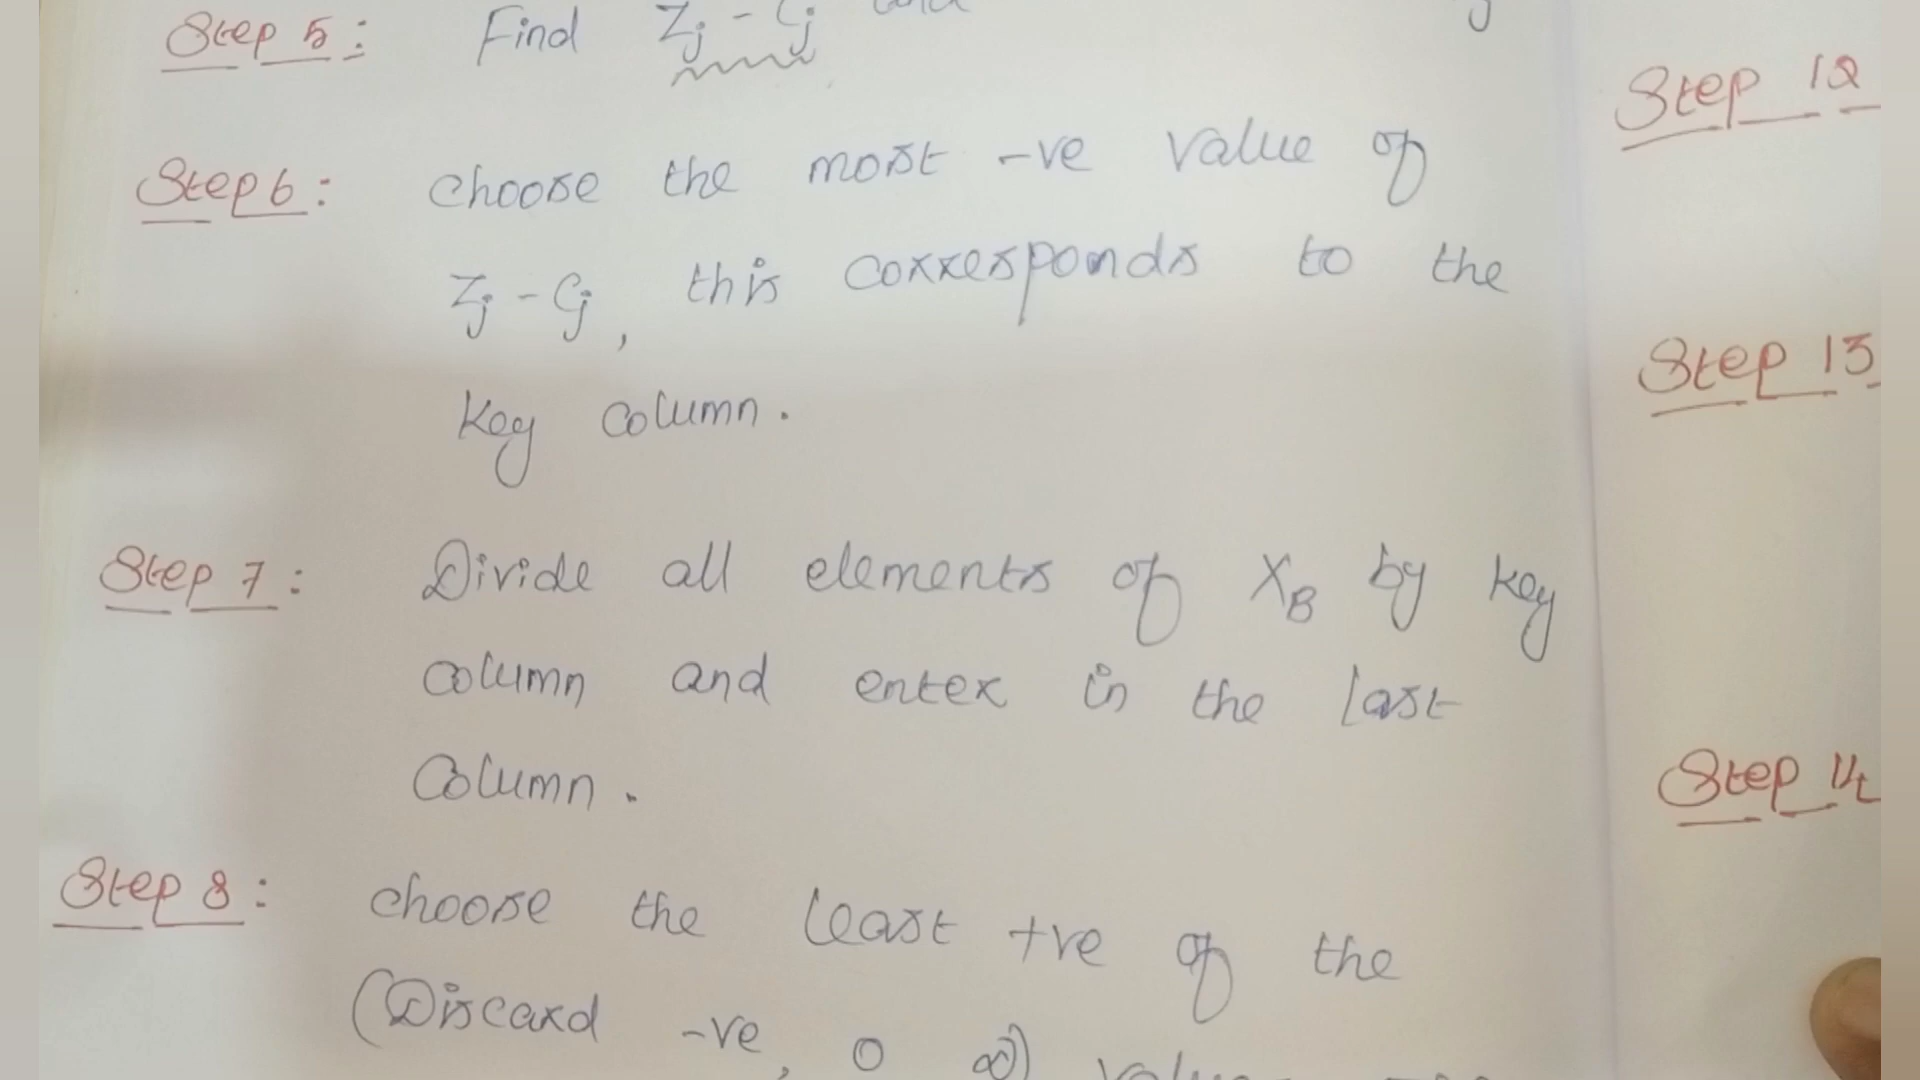 Step 5: Find Zj - Cj and
Step 6: choose the most -ve value of
Zj - Cj, this corresponds to the
key column.
Step 7: Divide all elements of XB by key
column and enter in the last
column.
Step 8: choose the least +ve of the
(Discard -ve, 0 ∞)
Step 12
Step 13
Step 14